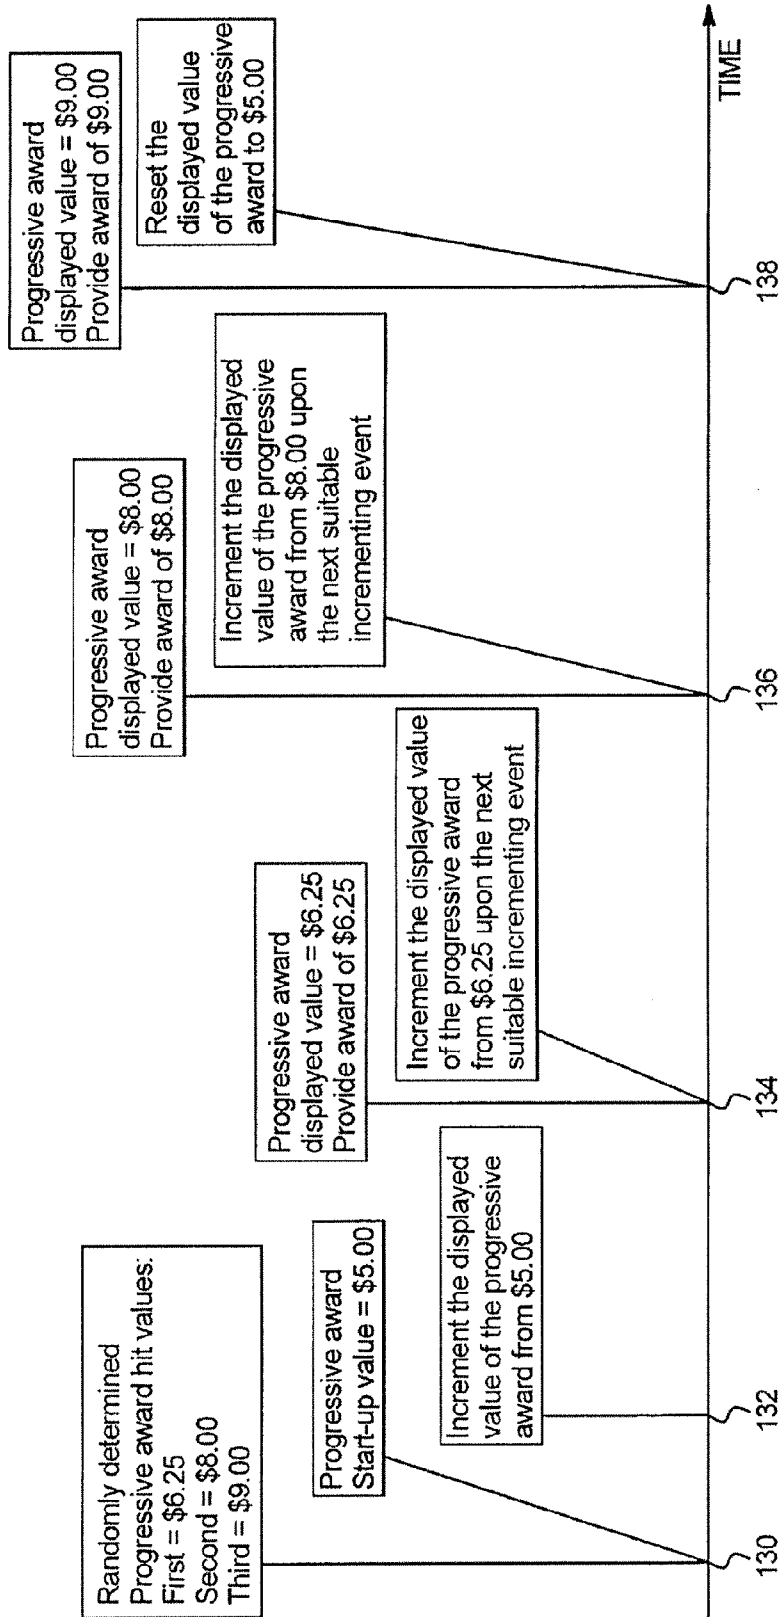 Randomly determined
Progressive award hit values:
First = $6.25
Second = $8.00
Third = $9.00
Progressive award
Start-up value = $5.00
Increment the displayed
value of the progressive
award from $5.00
Progressive award
displayed value = $6.25
Provide award of $6.25
Increment the displayed value
of the progressive award
from $6.25 upon the next
suitable incrementing event
Progressive award
displayed value = $8.00
Provide award of $8.00
Increment the displayed
value of the progressive
award from $8.00 upon
the next suitable
incrementing event
Progressive award
displayed value = $9.00
Provide award of $9.00
Reset the
displayed value
of the progressive
award to $5.00
TIME
130
132
134
136
138